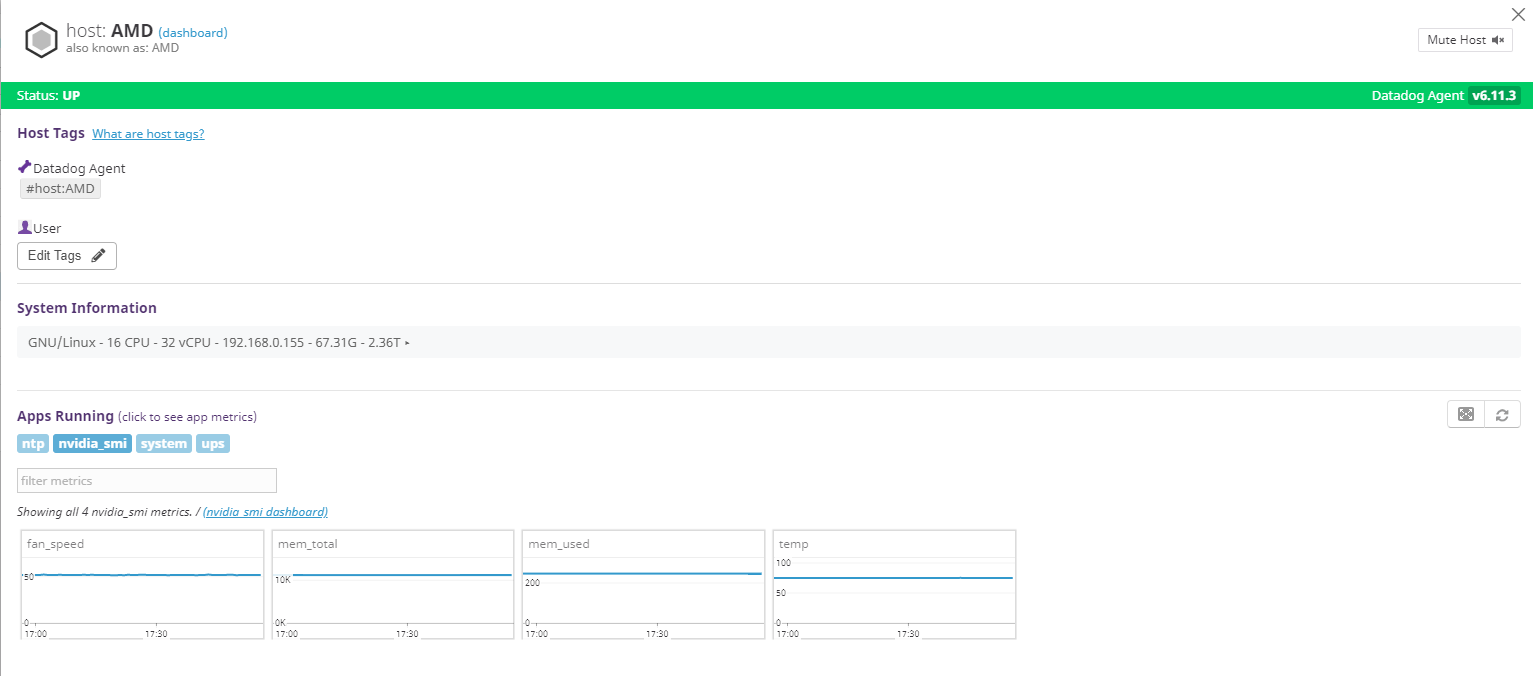 host: AMD (dashboard)
also known as: AMD
Mute Host
Status: UP
Datadog Agent v6.11.3
Host Tags What are host tags?
Datadog Agent
#host:AMD
User
Edit Tags
System Information
GNU/Linux - 16 CPU - 32 vCPU - 192.168.0.155 - 67.31G - 2.36T ▸
Apps Running (click to see app metrics)
ntp nvidia_smi system ups
filter metrics
Showing all 4 nvidia_smi metrics. / (nvidia_smi dashboard)
fan_speed
50
0
17:00 17:30
mem_total
10K
0K
17:00 17:30
mem_used
200
0
17:00 17:30
temp
100
50
0
17:00 17:30